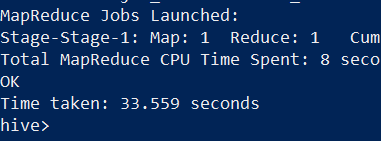 MapReduce Jobs Launched:
Stage-Stage-1: Map: 1 Reduce: 1 Cum
Total MapReduce CPU Time Spent: 8 seco
OK
Time taken: 33.559 seconds
hive>